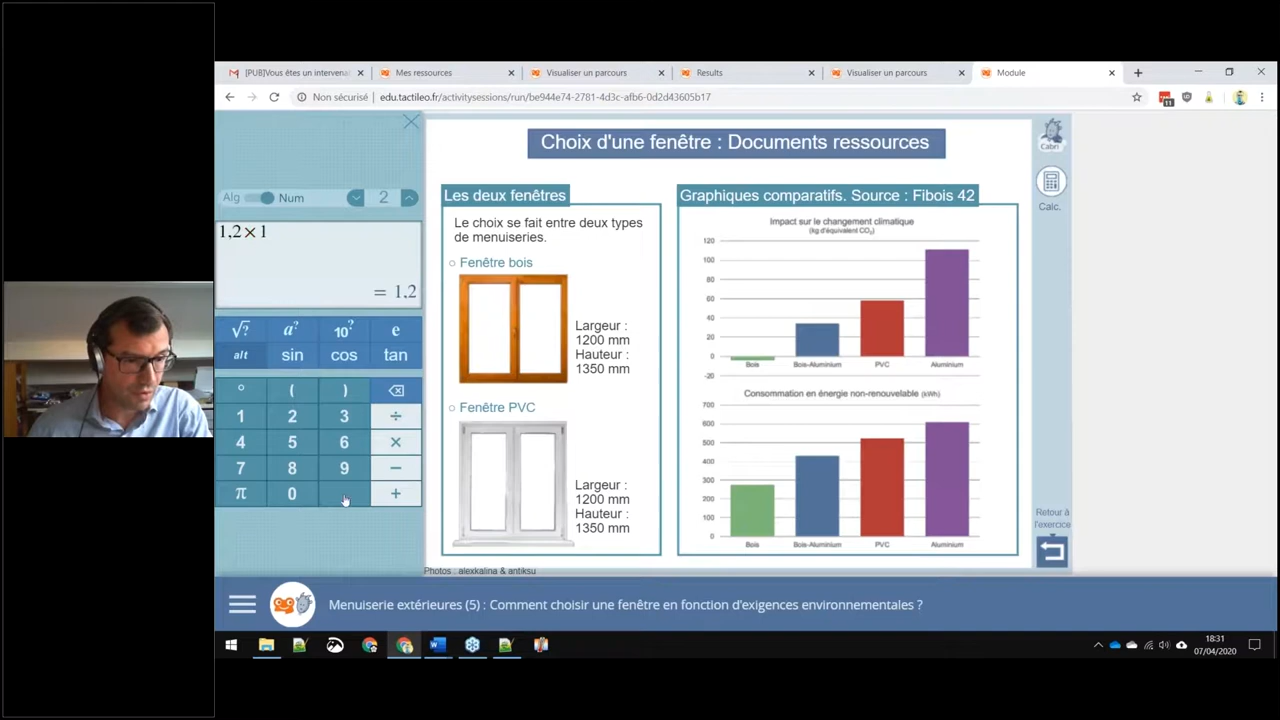 [PUB]Vous êtes un intervena
Mes ressources
Visualiser un parcours
Results
Visualiser un parcours
Module
Non sécurisé
edu.tactileo.fr/activitysessions/run/be944e74-2781-4d3c-afb6-0d2d43605b17
11
Choix d'une fenêtre : Documents ressources
Cabri
Calc.
Alg
Num
2
1,2×1
= 1,2
√?
a?
10?
e
alt
sin
cos
tan
°
(
)
1
2
3
÷
4
5
6
×
7
8
9
−
π
0
+
Les deux fenêtres
Le choix se fait entre deux types
de menuiseries.
Fenêtre bois
Largeur :
1200 mm
Hauteur :
1350 mm
Fenêtre PVC
Largeur :
1200 mm
Hauteur :
1350 mm
Photos : alexkalina & antiksu
Graphiques comparatifs. Source : Fibois 42
Impact sur le changement climatique
(kg d'équivalent CO₂)
120
100
80
60
40
20
0
-20
Bois
Bois-Aluminium
PVC
Aluminium
Consommation en énergie non-renouvelable (kWh)
700
600
500
400
300
200
100
0
Bois
Bois-Aluminium
PVC
Aluminium
Retour à
l'exercice
Menuiserie extérieures (5) : Comment choisir une fenêtre en fonction d'exigences environnementales ?
18:31
07/04/2020